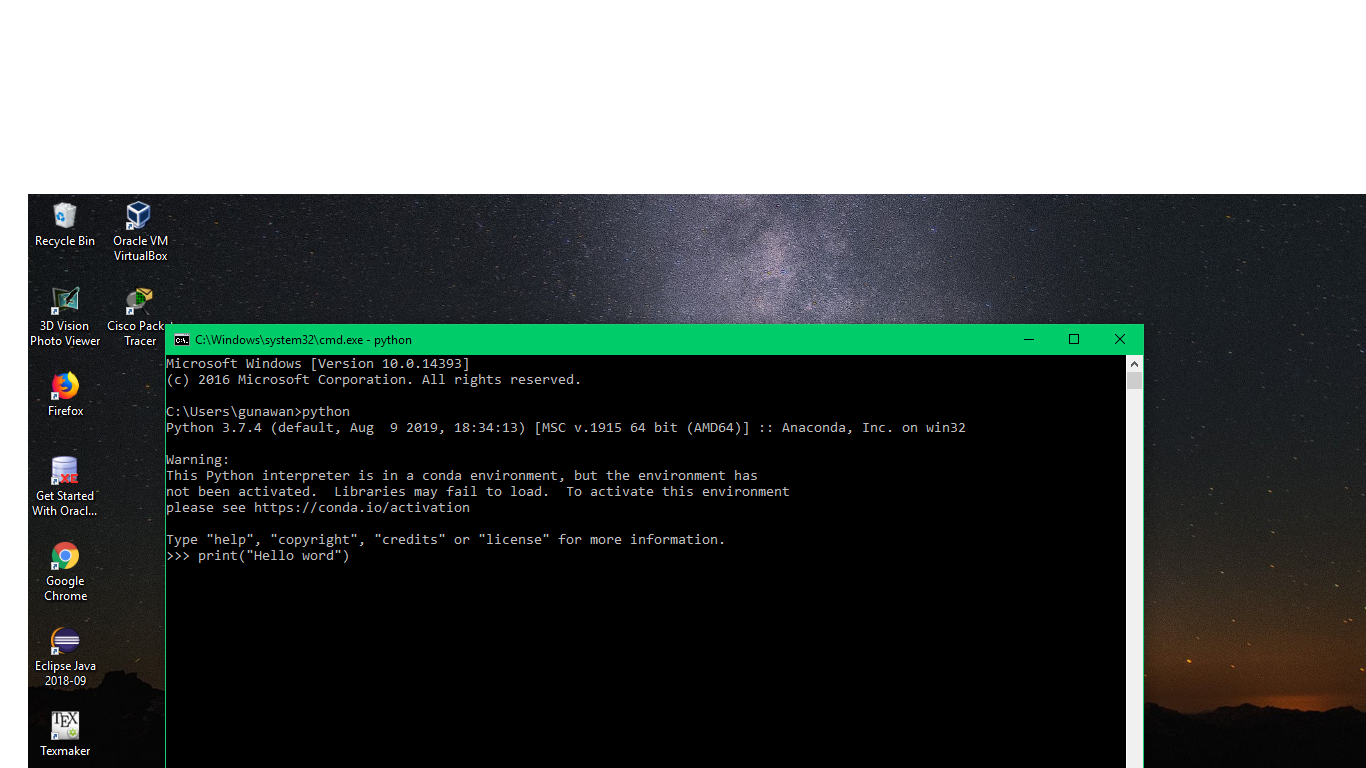 Recycle Bin
Oracle VM
VirtualBox
3D Vision
Photo Viewer
Cisco Pack
Tracer
Firefox
Get Started
With Oracl...
Google
Chrome
Eclipse Java
2018-09
TEX
Texmaker
C:\Windows\system32\cmd.exe - python
Microsoft Windows [Version 10.0.14393]
(c) 2016 Microsoft Corporation. All rights reserved.
C:\Users\gunawan>python
Python 3.7.4 (default, Aug  9 2019, 18:34:13) [MSC v.1915 64 bit (AMD64)] :: Anaconda, Inc. on win32
Warning:
This Python interpreter is in a conda environment, but the environment has
not been activated.  Libraries may fail to load.  To activate this environment
please see https://conda.io/activation
Type "help", "copyright", "credits" or "license" for more information.
>>> print("Hello word")